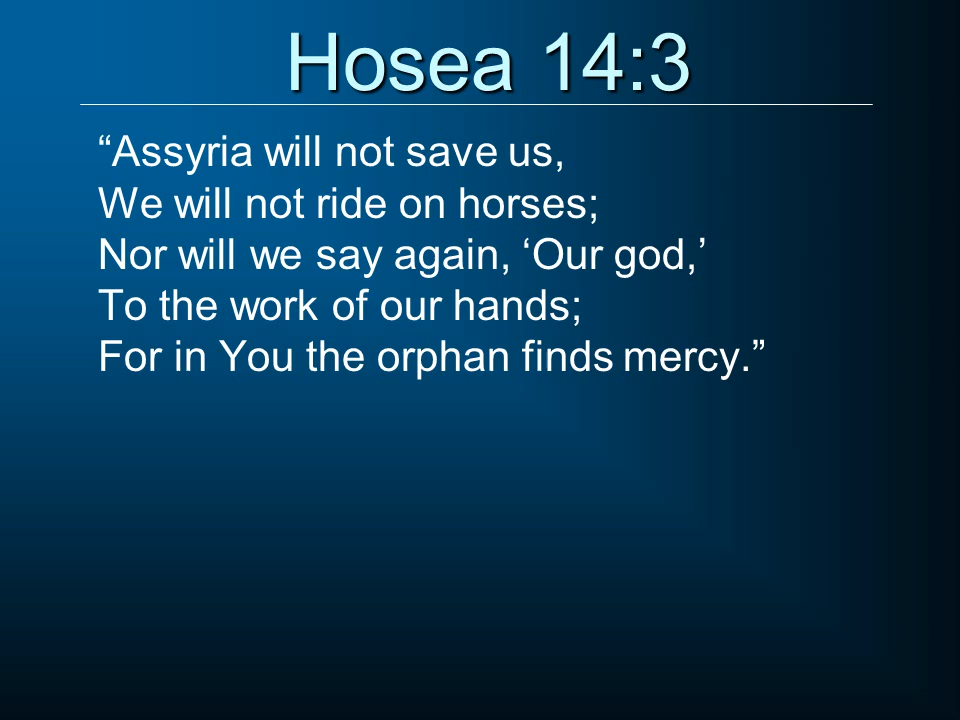 Hosea 14:3
“Assyria will not save us,
We will not ride on horses;
Nor will we say again, ‘Our god,’
To the work of our hands;
For in You the orphan finds mercy.”